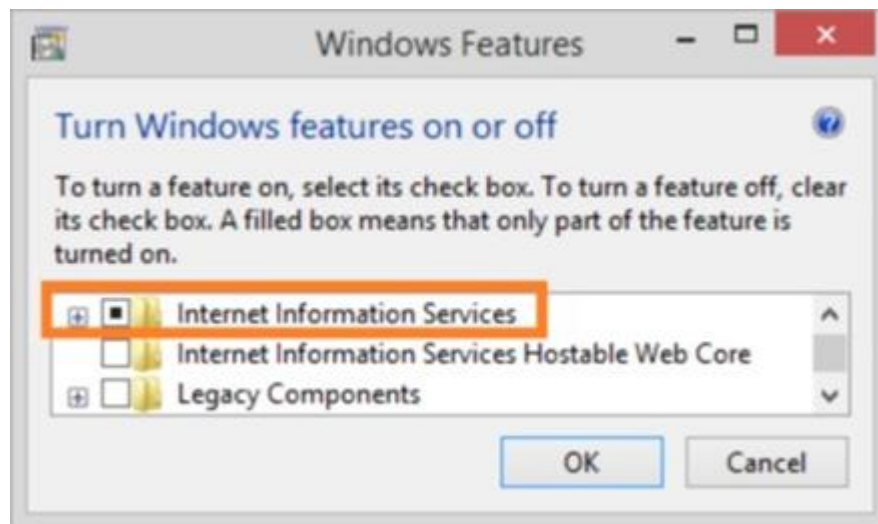 Windows Features
Turn Windows features on or off
To turn a feature on, select its check box. To turn a feature off, clear
its check box. A filled box means that only part of the feature is
turned on.
Internet Information Services
Internet Information Services Hostable Web Core
Legacy Components
OK Cancel